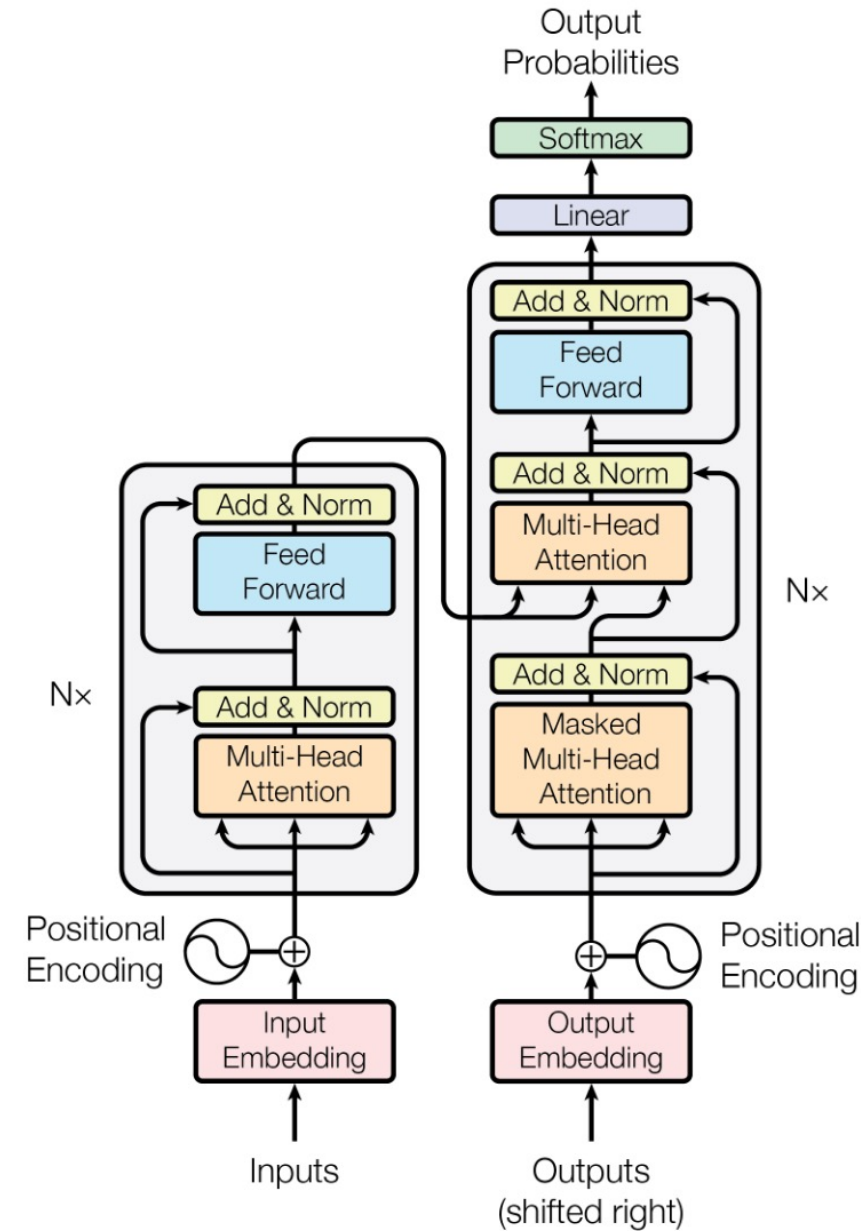 Output
Probabilities
Softmax
Linear
Add & Norm
Feed
Forward
Add & Norm
Multi-Head
Attention
Add & Norm
Masked
Multi-Head
Attention
N×
Add & Norm
Feed
Forward
Add & Norm
Multi-Head
Attention
N×
Positional
Encoding
Input
Embedding
Inputs
Positional
Encoding
Output
Embedding
Outputs
(shifted right)